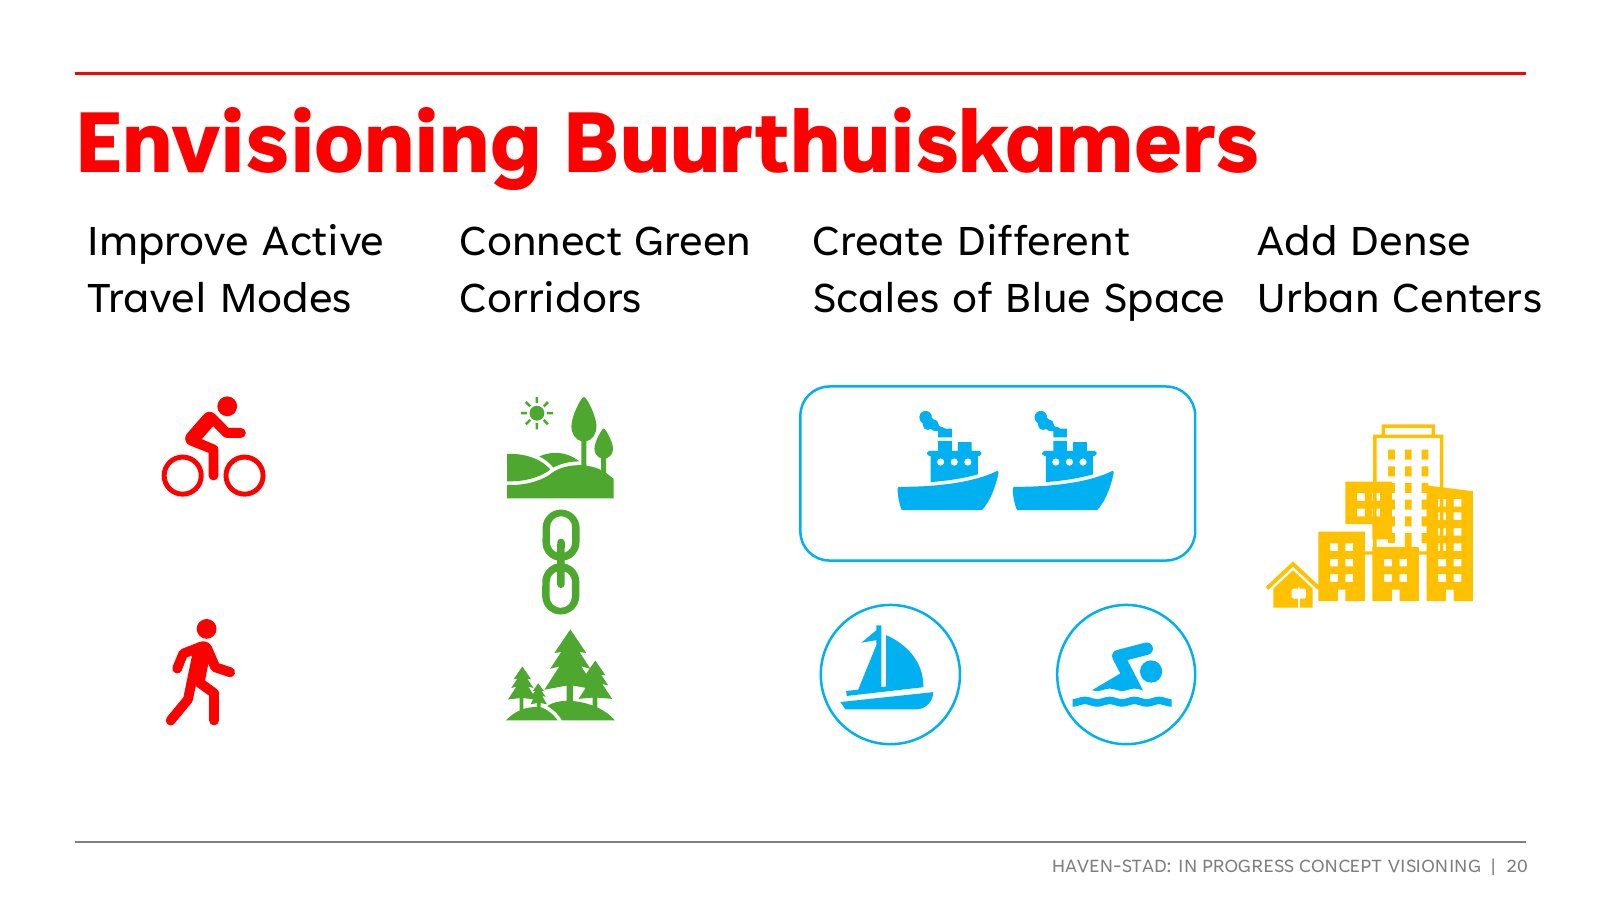 Envisioning Buurthuiskamers
Improve Active
Travel Modes
Connect Green
Corridors
Create Different
Scales of Blue Space
Add Dense
Urban Centers
HAVEN-STAD: IN PROGRESS CONCEPT VISIONING | 20